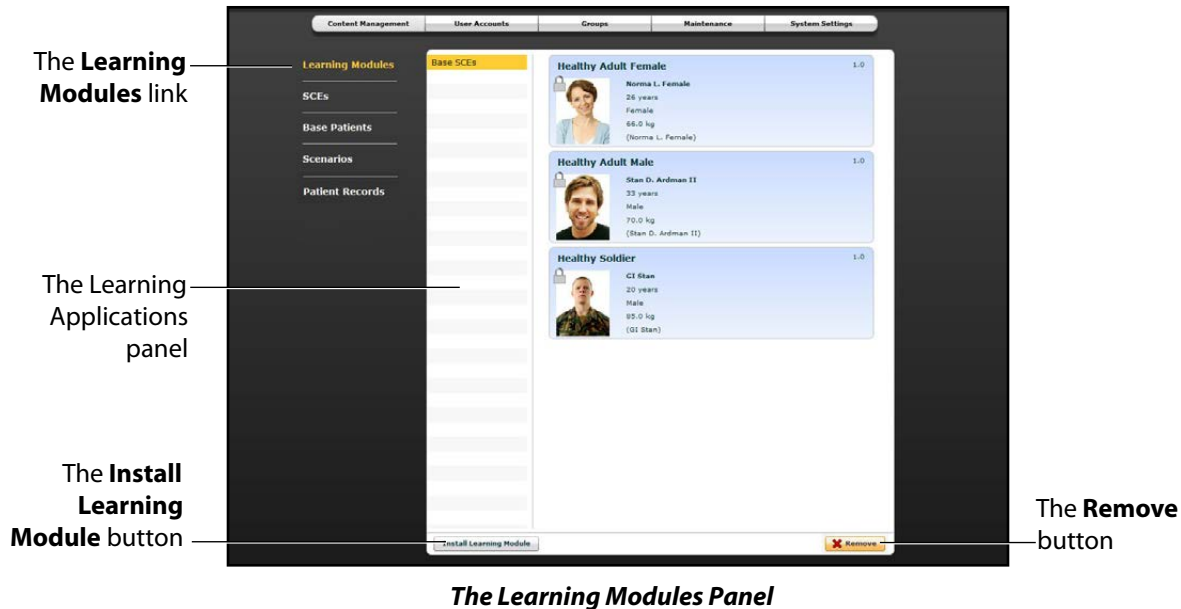 Content Management User Accounts Groups Maintenance System Settings
The Learning
Modules link
Learning Modules
SCEs
Base Patients
Scenarios
Patient Records
Base SCEs
Healthy Adult Female 1.0
Norma L. Female
26 years
Female
66.0 kg
(Norma L. Female)
Healthy Adult Male 1.0
Stan D. Ardman II
33 years
Male
70.0 kg
(Stan D. Ardman II)
Healthy Soldier 1.0
GI Stan
20 years
Male
85.0 kg
(GI Stan)
The Learning
Applications
panel
The Install
Learning
Module button
Install Learning Module
Remove
The Remove
button
The Learning Modules Panel